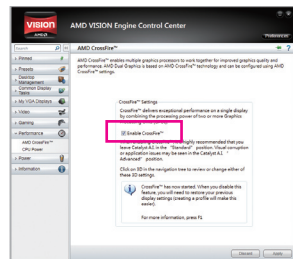 VISION
AMD
AMD VISION Engine Control Center
Preferences
Search
AMD CrossFire™
?
Pinned
Presets
Desktop
Management
Common Display
Tasks
My VGA Displays
Video
Gaming
Performance
AMD CrossFire™
CPU Power
Power
Information
AMD CrossFire™ enables multiple graphics processors to work together for improved graphics quality and
performance. AMD Dual Graphics is based on AMD CrossFire™ technology and can be configured using AMD
CrossFire™ settings.
CrossFire™ Settings
CrossFire™ delivers exceptional performance on a single display
by combining the processing power of two or more Graphics
Enable CrossFire™
highly recommended that you
leave Catalyst A.I. in the "Standard" position. Visual corruption
or application issues may be seen in the Catalyst A.I. "
Advanced" position.
Click on 3D in the navigation tree to review or change either of
these 3D settings.
CrossFire™ has now started. When you disable this
feature, you will need to restore your previous
display settings (creating a profile will make this
easier).
For more information, press F1
Discard
Apply